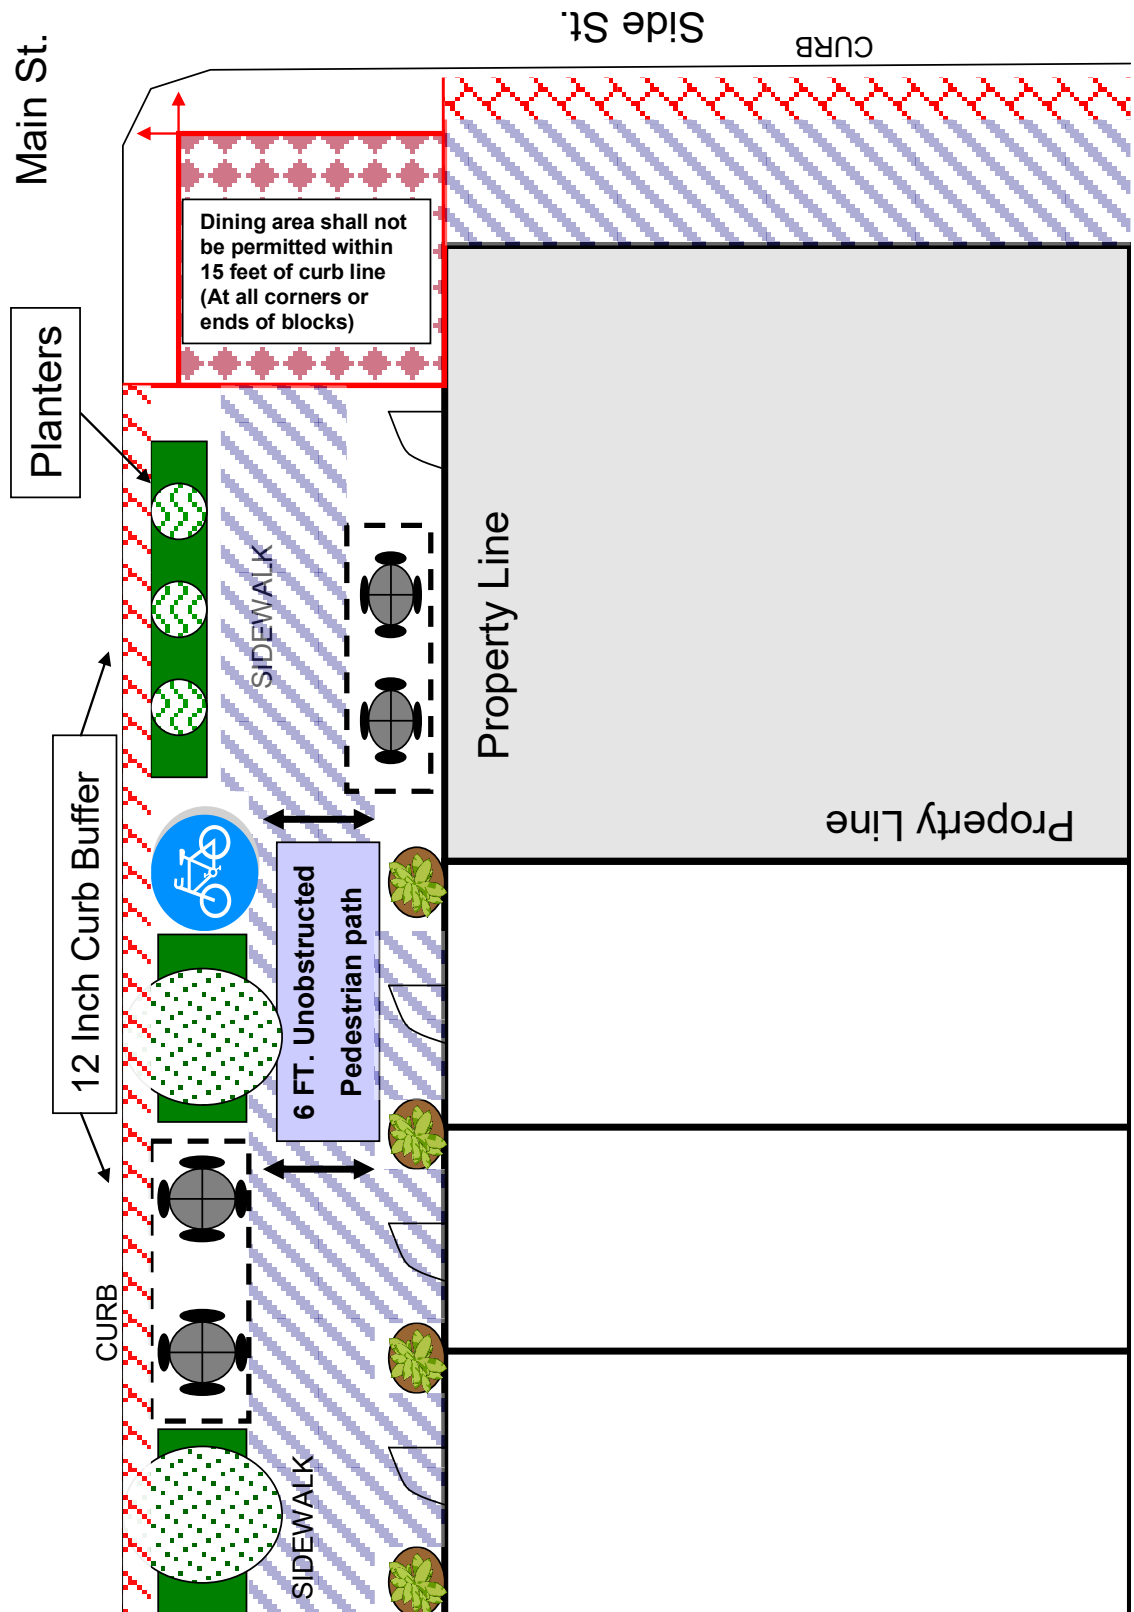 Main St.
Side St.
CURB
Dining area shall not
be permitted within
15 feet of curb line
(At all corners or
ends of blocks)
Planters
SIDEWALK
Property Line
Property Line
12 Inch Curb Buffer
6 FT. Unobstructed
Pedestrian path
CURB
SIDEWALK